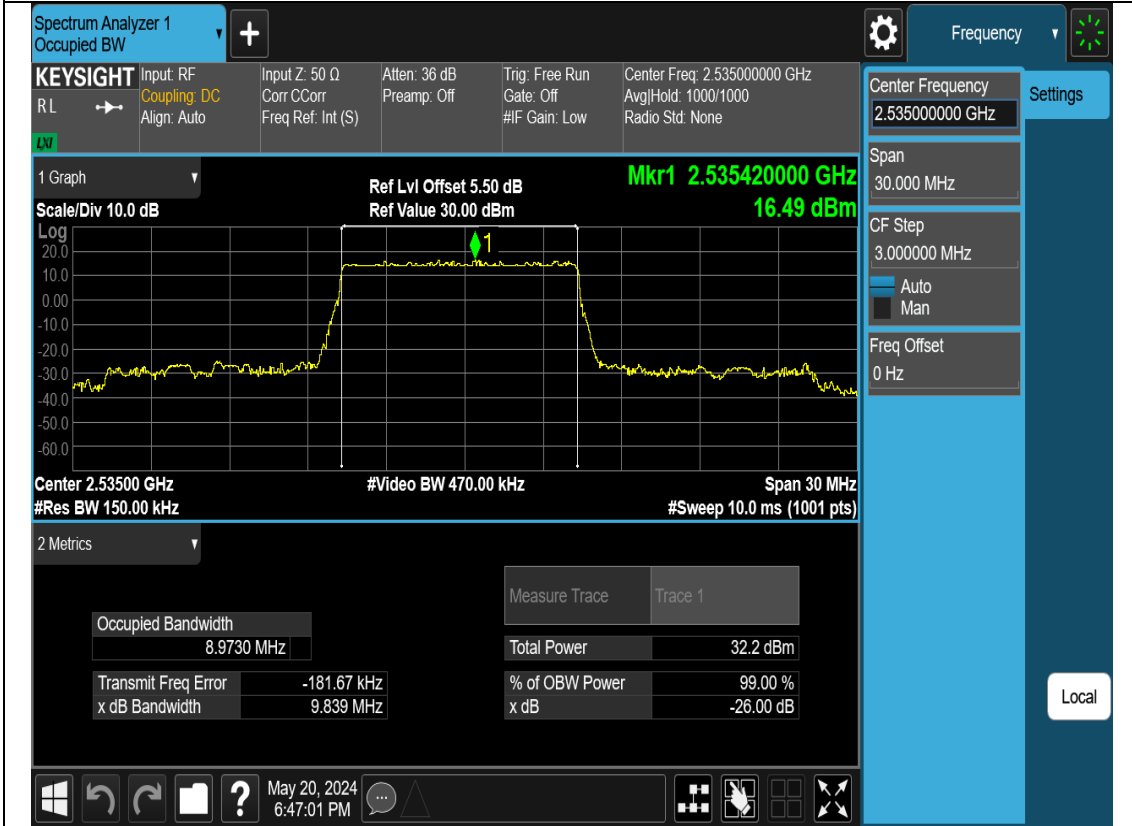 Spectrum Analyzer 1
Occupied BW
+
Frequency
KEYSIGHT
R L
LXI
Input: RF
Coupling: DC
Align: Auto
Input Z: 50 Ω
Corr CCorr
Freq Ref: Int (S)
Atten: 36 dB
Preamp: Off
Trig: Free Run
Gate: Off
#IF Gain: Low
Center Freq: 2.535000000 GHz
Avg|Hold: 1000/1000
Radio Std: None
Center Frequency
2.535000000 GHz
Settings
Span
30.000 MHz
CF Step
3.000000 MHz
Auto
Man
Freq Offset
0 Hz
Local
1 Graph
Scale/Div 10.0 dB
Ref Lvl Offset 5.50 dB
Ref Value 30.00 dBm
Mkr1 2.535420000 GHz
16.49 dBm
Log
1
20.0
10.0
0.00
-10.0
-20.0
-30.0
-40.0
-50.0
-60.0
Center 2.53500 GHz
#Video BW 470.00 kHz
Span 30 MHz
#Res BW 150.00 kHz
#Sweep 10.0 ms (1001 pts)
2 Metrics
Measure Trace
Trace 1
Occupied Bandwidth
8.9730 MHz
Total Power
32.2 dBm
Transmit Freq Error
-181.67 kHz
% of OBW Power
99.00 %
x dB Bandwidth
9.839 MHz
x dB
-26.00 dB
?
May 20, 2024
6:47:01 PM